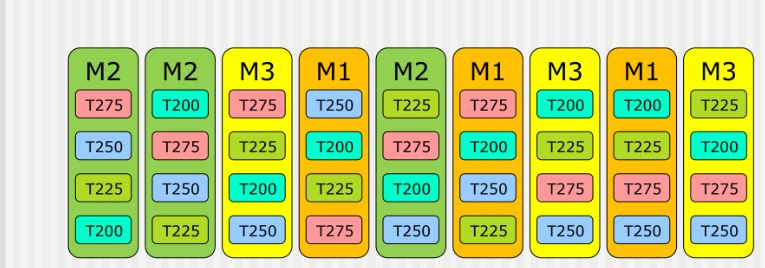 M2 M2 M3 M1 M2 M1 M3 M1 M3
T275 T200 T275 T250 T225 T275 T200 T200 T225
T250 T275 T225 T200 T275 T200 T225 T225 T200
T225 T250 T200 T225 T200 T250 T275 T275 T275
T200 T225 T250 T275 T250 T225 T250 T250 T250